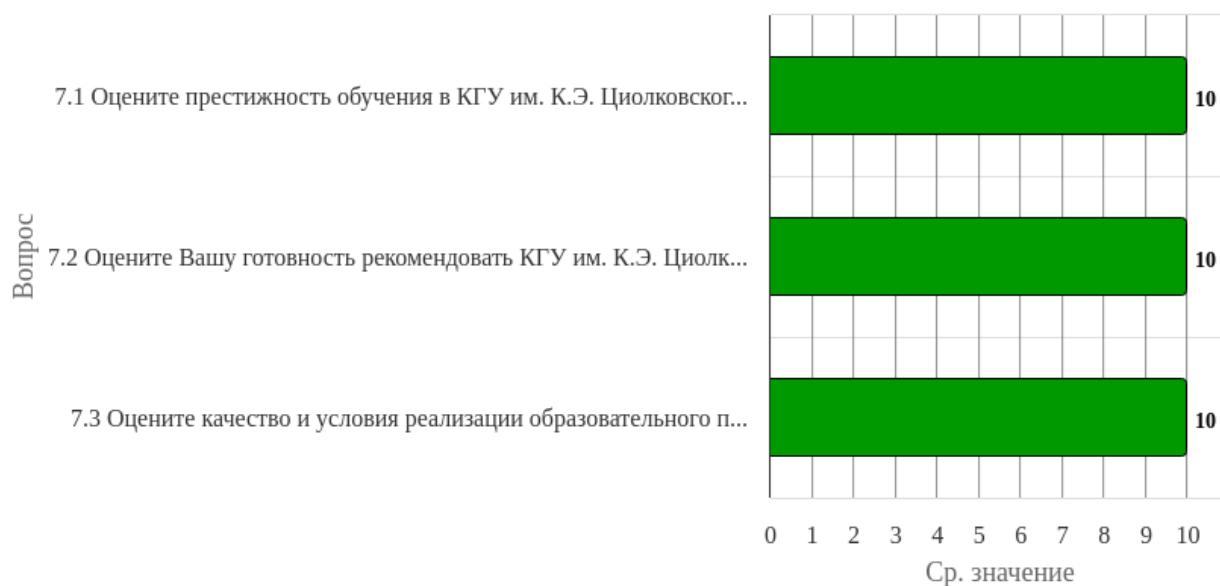 7.1 Оцените престижность обучения в КГУ им. К.Э. Циолковског...
10
7.2 Оцените Вашу готовность рекомендовать КГУ им. К.Э. Циолк...
10
7.3 Оцените качество и условия реализации образовательного п...
10
Вопрос
0 1 2 3 4 5 6 7 8 9 10
Ср. значение